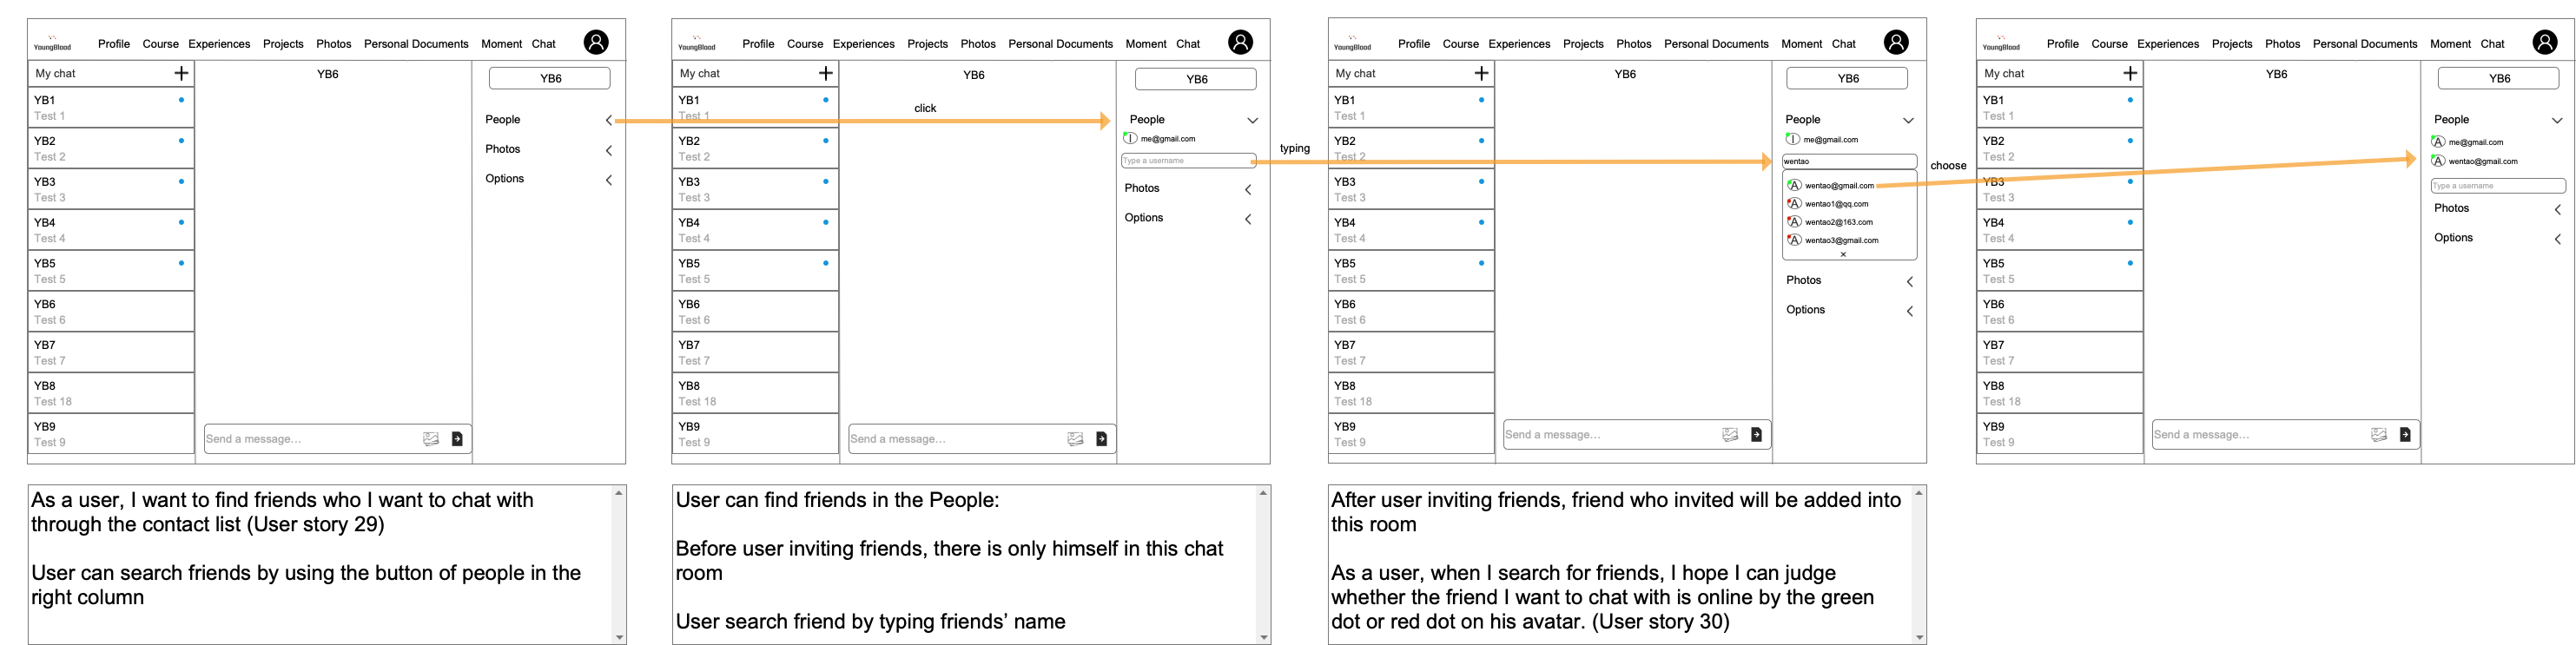 YoungBlood Profile Course Experiences Projects Photos Personal Documents Moment Chat
My chat
YB1
Test 1
YB2
Test 2
YB3
Test 3
YB4
Test 4
YB5
Test 5
YB6
Test 6
YB7
Test 7
YB8
Test 18
YB9
Test 9
YB6
Send a message...
YB6
People
Photos
Options
YoungBlood Profile Course Experiences Projects Photos Personal Documents Moment Chat
My chat
YB1
Test 1
YB2
Test 2
YB3
Test 3
YB4
Test 4
YB5
Test 5
YB6
Test 6
YB7
Test 7
YB8
Test 18
YB9
Test 9
YB6
click
Send a message...
YB6
People
me@gmail.com
Type a username
Photos
Options
typing
YoungBlood Profile Course Experiences Projects Photos Personal Documents Moment Chat
My chat
YB1
Test 1
YB2
Test 2
YB3
Test 3
YB4
Test 4
YB5
Test 5
YB6
Test 6
YB7
Test 7
YB8
Test 18
YB9
Test 9
YB6
Send a message...
YB6
People
me@gmail.com
wentao
A wentao@gmail.com
A wentao1@qq.com
A wentao2@163.com
A wentao3@gmail.com
×
Photos
Options
choose
YoungBlood Profile Course Experiences Projects Photos Personal Documents Moment Chat
My chat
YB1
Test 1
YB2
Test 2
YB3
Test 3
YB4
Test 4
YB5
Test 5
YB6
Test 6
YB7
Test 7
YB8
Test 18
YB9
Test 9
YB6
Send a message...
YB6
People
A me@gmail.com
A wentao@gmail.com
Type a username
Photos
Options
As a user, I want to find friends who I want to chat with
through the contact list (User story 29)
User can search friends by using the button of people in the
right column
User can find friends in the People:
Before user inviting friends, there is only himself in this chat
room
User search friend by typing friends’ name
After user inviting friends, friend who invited will be added into
this room
As a user, when I search for friends, I hope I can judge
whether the friend I want to chat with is online by the green
dot or red dot on his avatar. (User story 30)